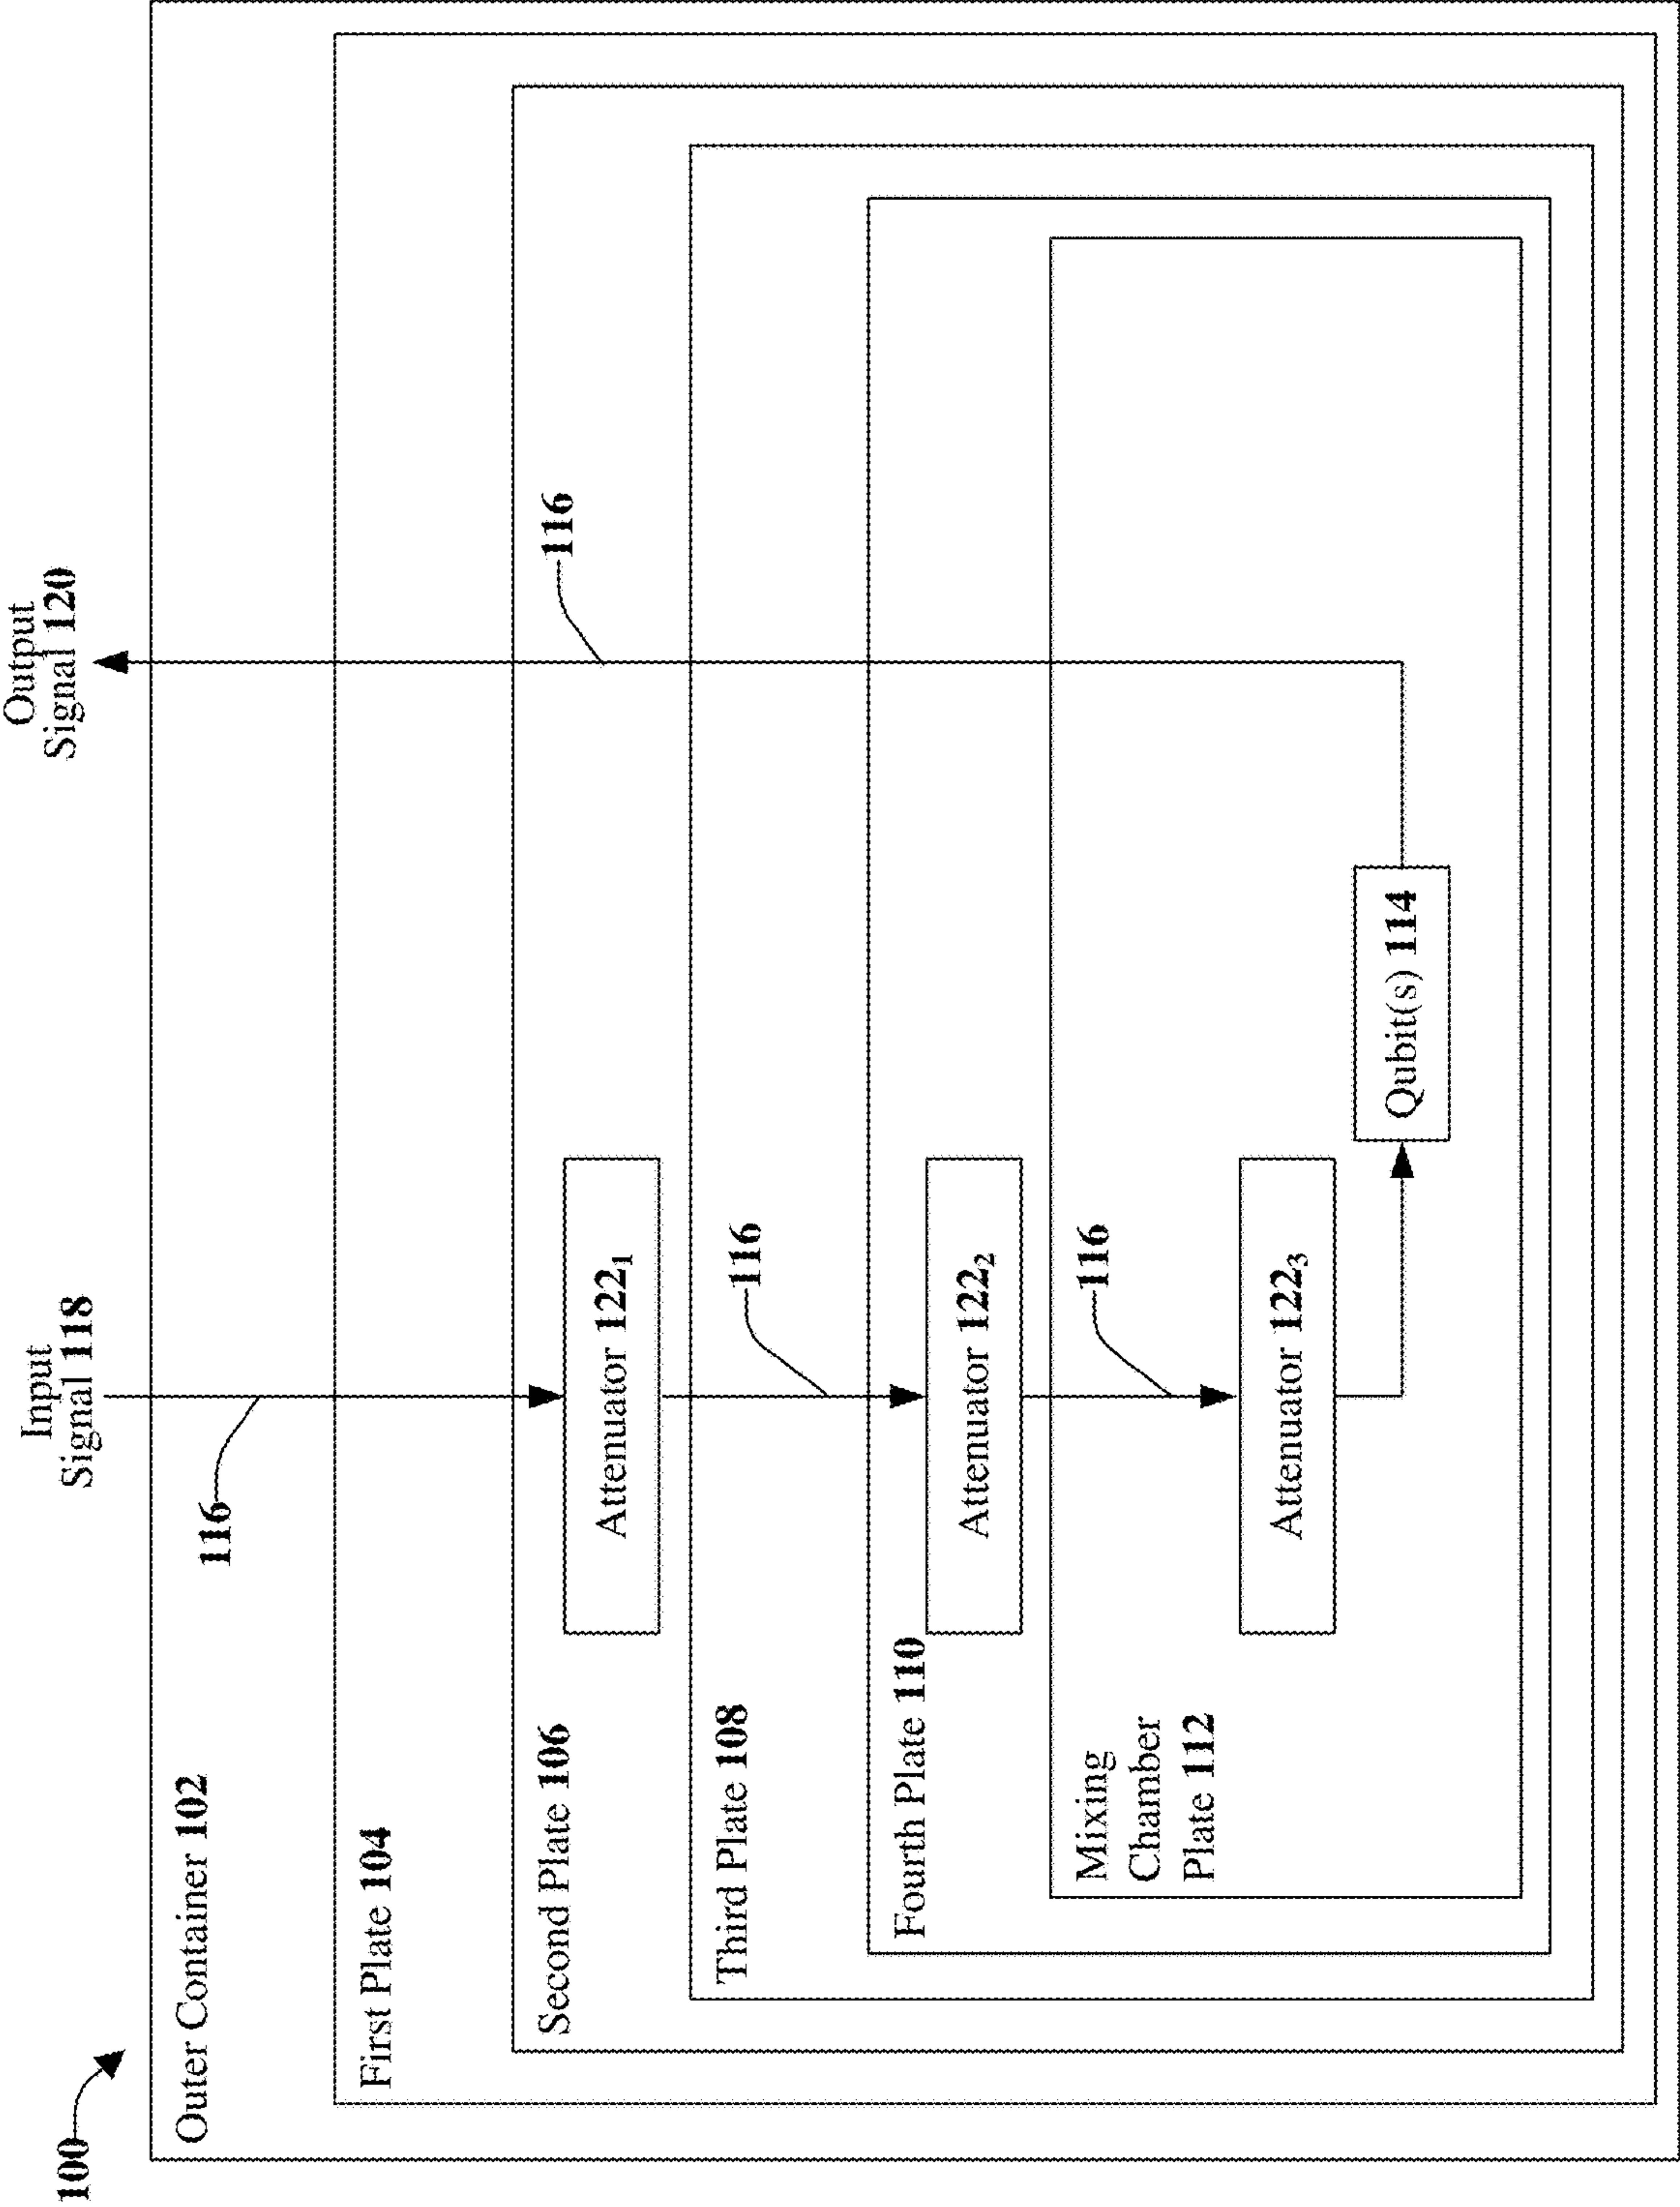 100
Input
Signal 118
Output
Signal 120
Outer Container 102
116
First Plate 104
Second Plate 106
116
Attenuator 122₁
Third Plate 108
116
Fourth Plate 110
Attenuator 122₂
Mixing
Chamber
Plate 112
116
Attenuator 122₃
Qubit(s) 114